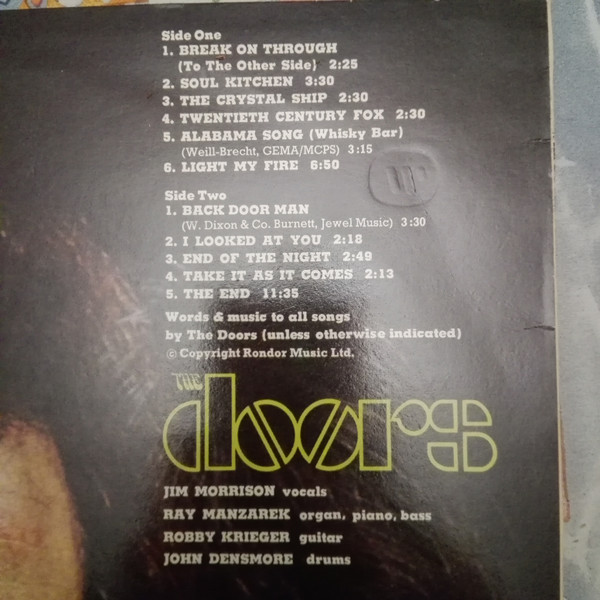 Side One
1. BREAK ON THROUGH
(To The Other Side) 2:25
2. SOUL KITCHEN 3:30
3. THE CRYSTAL SHIP 2:30
4. TWENTIETH CENTURY FOX 2:30
5. ALABAMA SONG (Whisky Bar)
(Weill-Brecht, GEMA/MCPS) 3:15
6. LIGHT MY FIRE 6:50
Side Two
1. BACK DOOR MAN
(W. Dixon & Co. Burnett, Jewel Music) 3:30
2. I LOOKED AT YOU 2:18
3. END OF THE NIGHT 2:49
4. TAKE IT AS IT COMES 2:13
5. THE END 11:35
Words & music to all songs
by The Doors (unless otherwise indicated)
© Copyright Rondor Music Ltd.
THE
doors
JIM MORRISON vocals
RAY MANZAREK organ, piano, bass
ROBBY KRIEGER guitar
JOHN DENSMORE drums